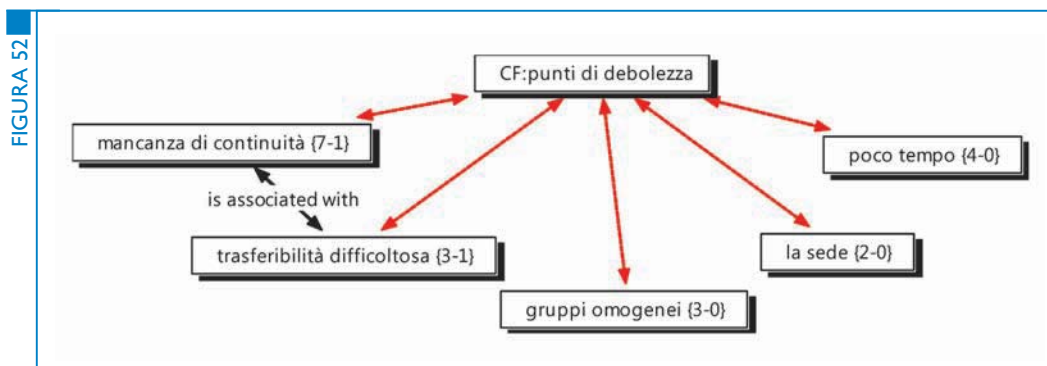 FIGURA 52
CF:punti di debolezza
mancanza di continuità {7-1}
poco tempo {4-0}
is associated with
trasferibilità difficoltosa {3-1}
la sede {2-0}
gruppi omogenei {3-0}